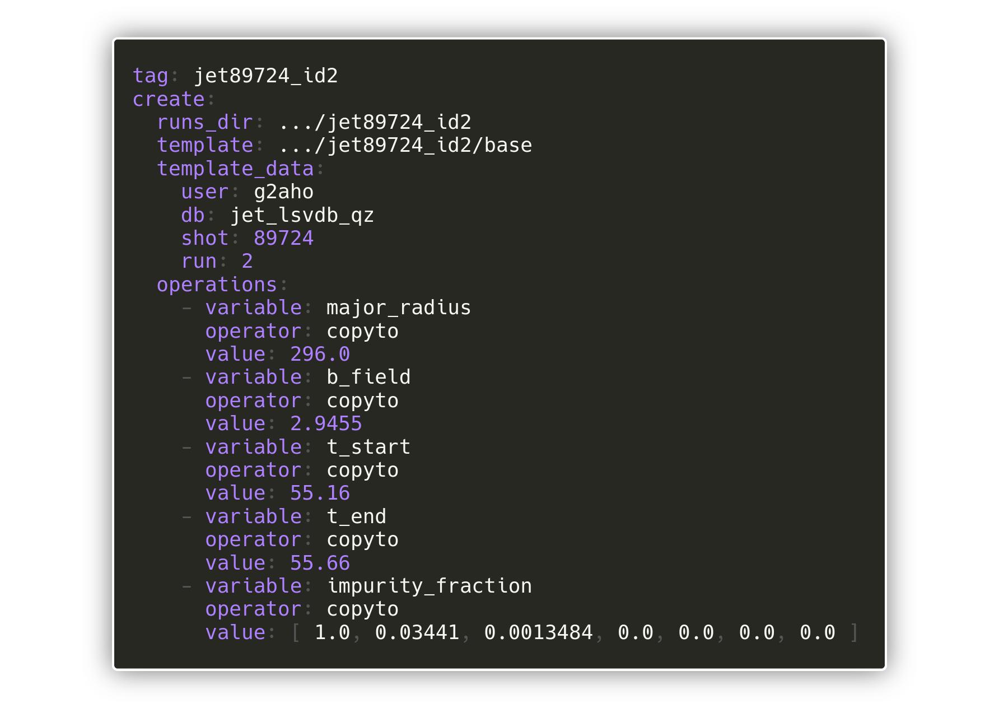 tag: jet89724_id2
create:
  runs_dir: .../jet89724_id2
  template: .../jet89724_id2/base
  template_data:
    user: g2aho
    db: jet_lsvdb_qz
    shot: 89724
    run: 2
  operations:
    - variable: major_radius
      operator: copyto
      value: 296.0
    - variable: b_field
      operator: copyto
      value: 2.9455
    - variable: t_start
      operator: copyto
      value: 55.16
    - variable: t_end
      operator: copyto
      value: 55.66
    - variable: impurity_fraction
      operator: copyto
      value: [ 1.0, 0.03441, 0.0013484, 0.0, 0.0, 0.0, 0.0 ]